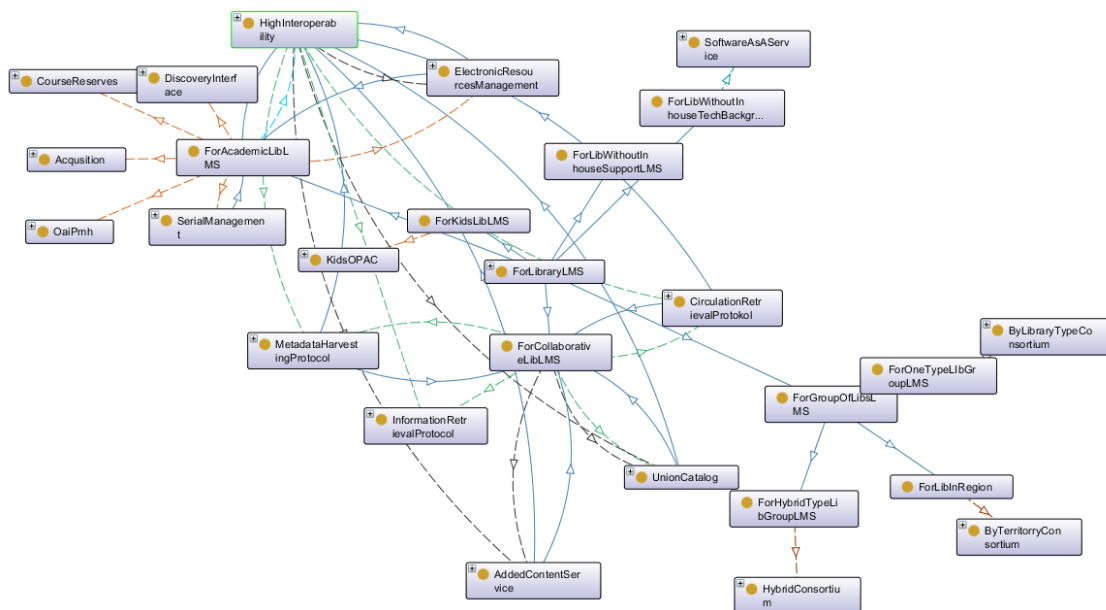 HighInteroperab
ility
SoftwareAsASer
vice
CourseReserves
DiscoveryInterf
ace
ElectronicResou
rcesManagement
ForLibWithoutIn
houseTechBackgr...
ForAcademicLibL
MS
Acqusition
ForLibWithoutIn
houseSupportLMS
SerialManagemen
t
OaiPmh
ForKidsLibLMS
KidsOPAC
ForLibraryLMS
CirculationRetr
ievalProtokol
MetadataHarvest
ingProtocol
ForCollaborativ
eLibLMS
ByLibraryTypeCo
nsortium
ForOneTypeLIbGr
oupLMS
ForGroupOfLibsL
MS
InformationRetr
ievalProtocol
UnionCatalog
ForHybridTypeLi
bGroupLMS
ForLibInRegion
ByTerritorryCon
sortium
AddedContentSer
vice
HybridConsortiu
m